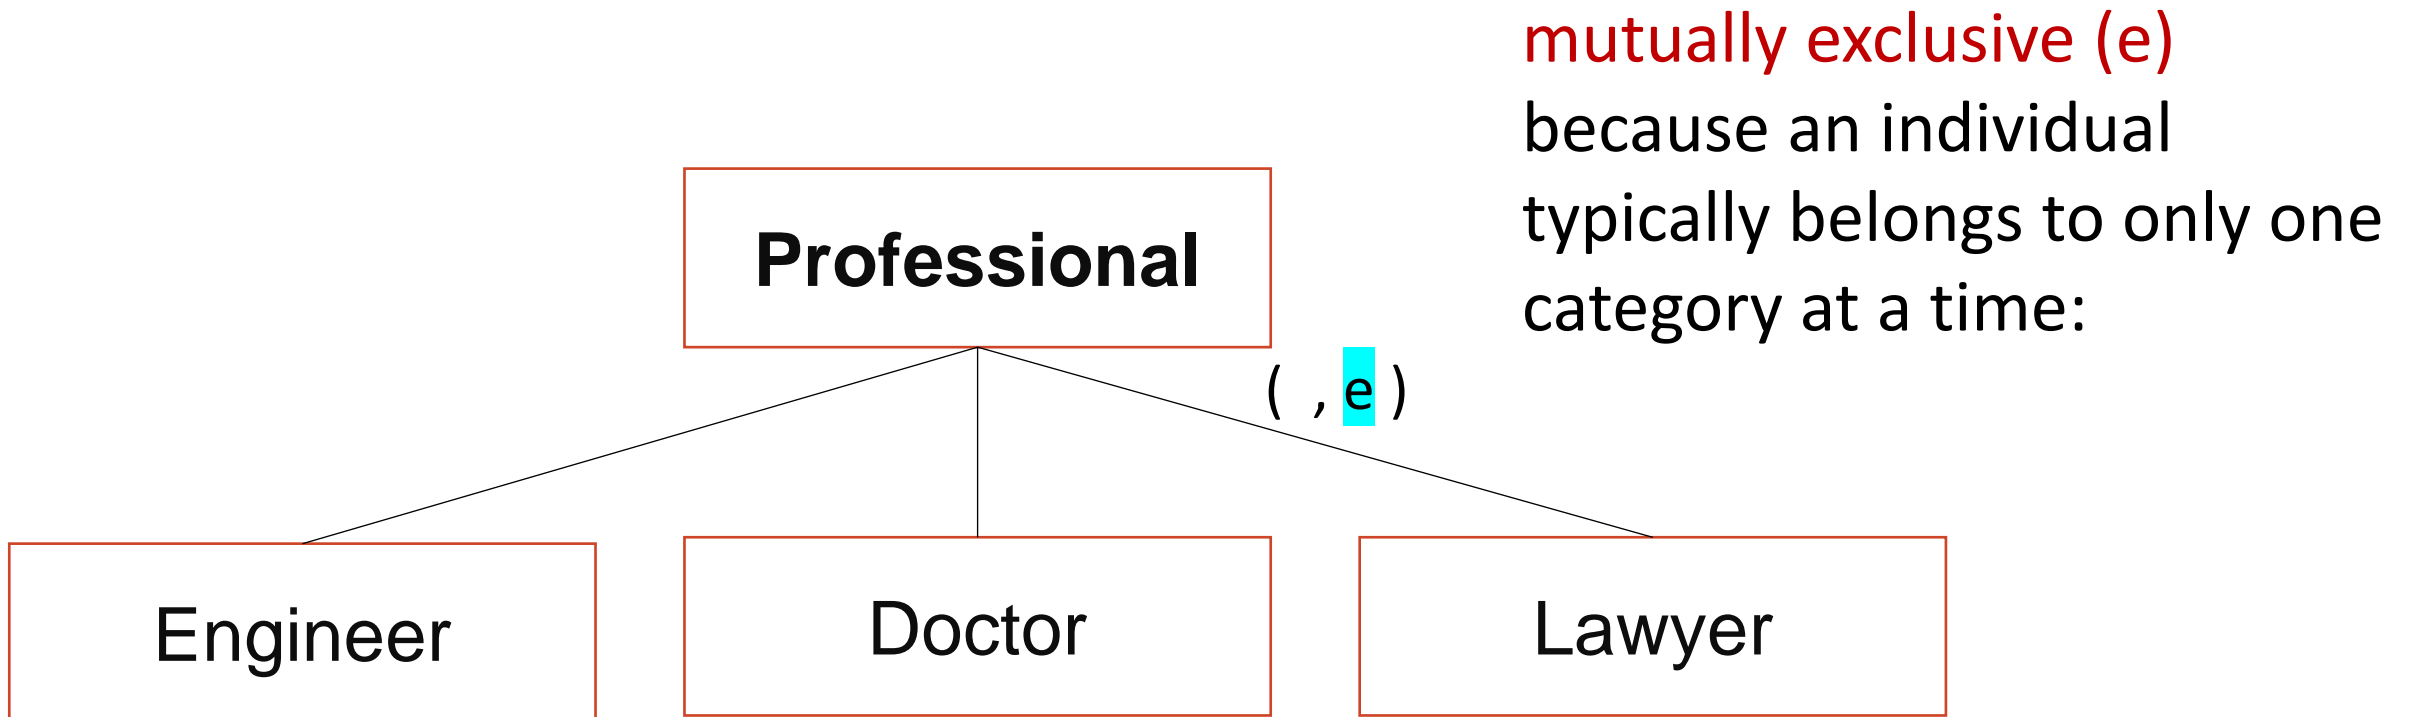 mutually exclusive (e)
because an individual
typically belongs to only one
category at a time:
Professional
( , e )
Engineer
Doctor
Lawyer